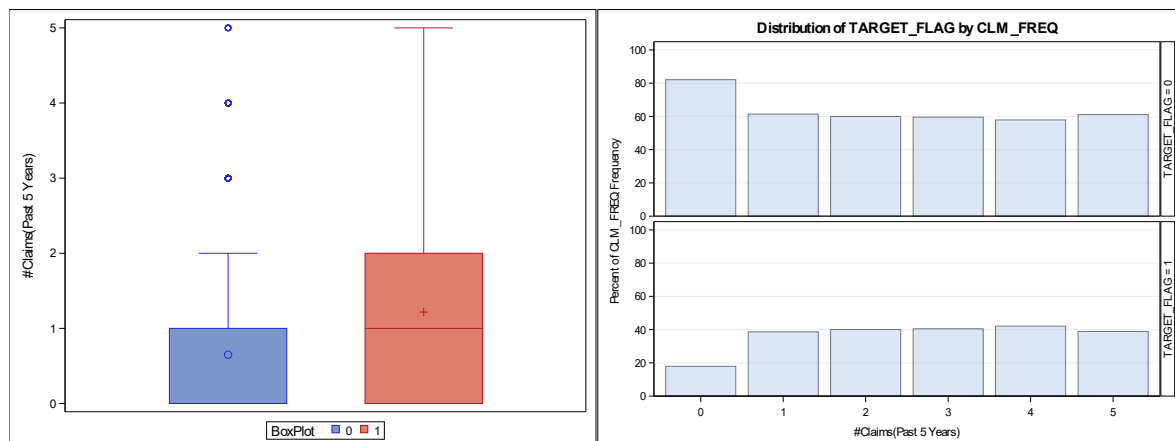 5
4
3
2
1
0
#Claims(Past 5 Years)
BoxPlot 0 1
Distribution of TARGET_FLAG by CLM_FREQ
100
80
60
40
20
0
TARGET_FLAG = 0
100
80
60
40
20
0
TARGET_FLAG = 1
Percent of CLM_FREQ Frequency
0 1 2 3 4 5
#Claims(Past 5 Years)